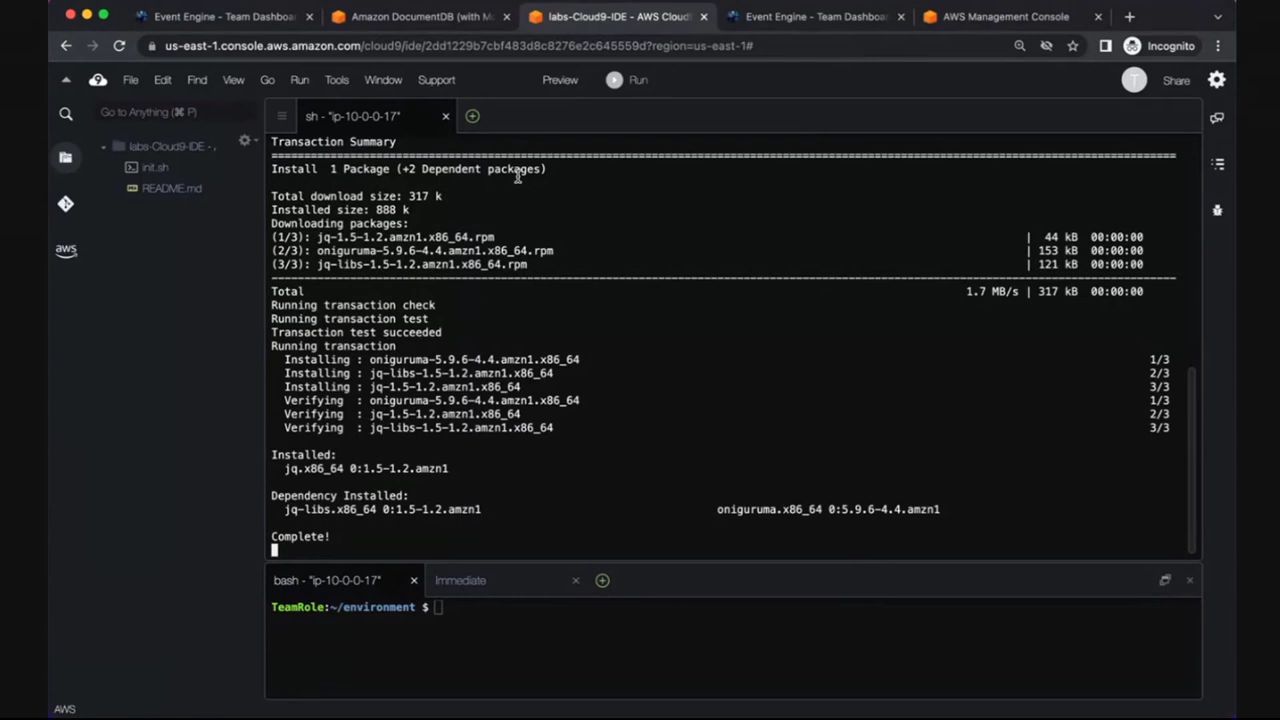 Event Engine - Team Dashboa
Amazon DocumentDB (with Mo
labs-Cloud9-IDE - AWS Cloud
Event Engine - Team Dashboa
AWS Management Console
us-east-1.console.aws.amazon.com/cloud9/ide/2dd1229b7cbf483d8c8276e2c645559d?region=us-east-1#
Incognito
9 File Edit Find View Go Run Tools Window Support Preview Run T Share
Go to Anything (⌘ P)
sh - "ip-10-0-0-17"
labs-Cloud9-IDE - .
init.sh
README.md
aws
Transaction Summary
================================================================================
Install 1 Package (+2 Dependent packages)
Total download size: 317 k
Installed size: 888 k
Downloading packages:
(1/3): jq-1.5-1.2.amzn1.x86_64.rpm | 44 kB 00:00:00
(2/3): oniguruma-5.9.6-4.4.amzn1.x86_64.rpm | 153 kB 00:00:00
(3/3): jq-libs-1.5-1.2.amzn1.x86_64.rpm | 121 kB 00:00:00
--------------------------------------------------------------------------------
Total 1.7 MB/s | 317 kB 00:00:00
Running transaction check
Running transaction test
Transaction test succeeded
Running transaction
Installing : oniguruma-5.9.6-4.4.amzn1.x86_64 1/3
Installing : jq-libs-1.5-1.2.amzn1.x86_64 2/3
Installing : jq-1.5-1.2.amzn1.x86_64 3/3
Verifying : oniguruma-5.9.6-4.4.amzn1.x86_64 1/3
Verifying : jq-1.5-1.2.amzn1.x86_64 2/3
Verifying : jq-libs-1.5-1.2.amzn1.x86_64 3/3
Installed:
jq.x86_64 0:1.5-1.2.amzn1
Dependency Installed:
jq-libs.x86_64 0:1.5-1.2.amzn1 oniguruma.x86_64 0:5.9.6-4.4.amzn1
Complete!
bash - "ip-10-0-0-17" Immediate
TeamRole:~/environment $
AWS